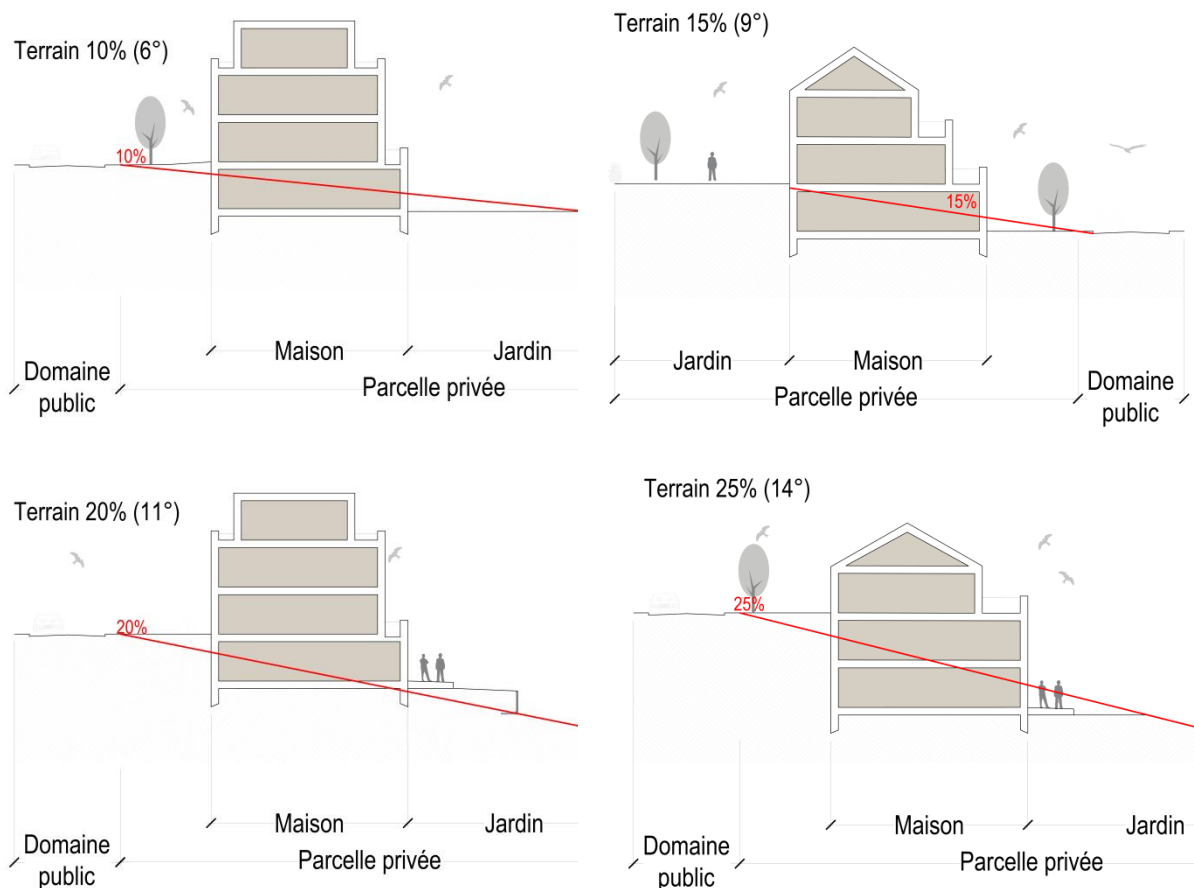 Terrain 10% (6°)
10%
Maison
Jardin
Domaine
public
Parcelle privée
Terrain 15% (9°)
15%
Jardin
Maison
Parcelle privée
Domaine
public
Terrain 20% (11°)
20%
Maison
Jardin
Domaine
public
Parcelle privée
Terrain 25% (14°)
25%
Maison
Jardin
Domaine
public
Parcelle privée